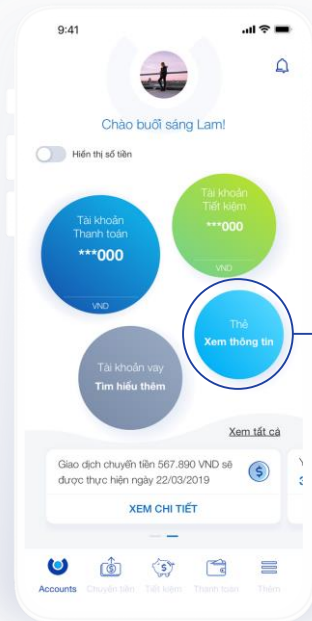 9:41
Chào buổi sáng Lam!
Hiển thị số tiền
Tài khoản
Tiết kiệm
***000
VND
Tài khoản
Thanh toán
***000
VND
Thẻ
Xem thông tin
Tài khoản vay
Tìm hiểu thêm
Xem tất cả
Giao dịch chuyển tiền 567.890 VND sẽ
được thực hiện ngày 22/03/2019
XEM CHI TIẾT
Accounts
Chuyển tiền
Tiết kiệm
Thanh toán
Thêm